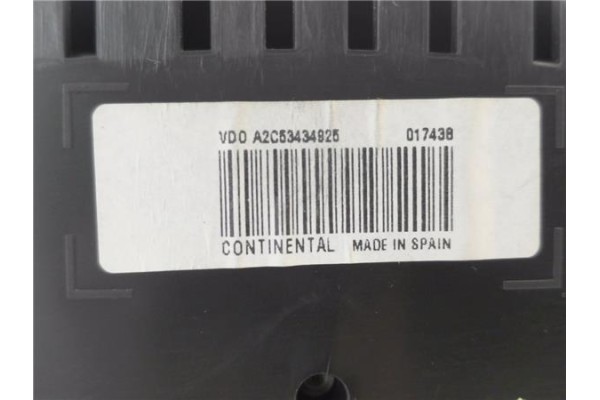 VDO A2C53434925 017438
CONTINENTAL MADE IN SPAIN